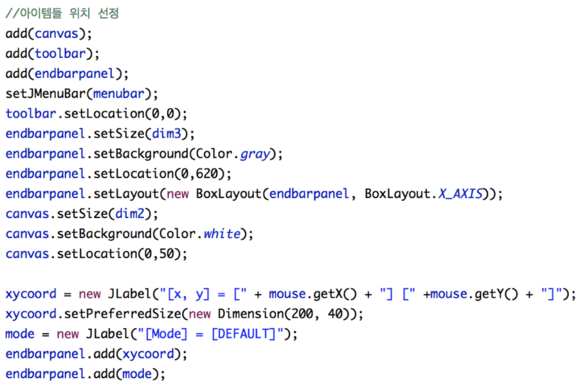 //아이템들 위치 선정
add(canvas);
add(toolbar);
add(endbarpanel);
setJMenuBar(menubar);
toolbar.setLocation(0,0);
endbarpanel.setSize(dim3);
endbarpanel.setBackground(Color.gray);
endbarpanel.setLocation(0,620);
endbarpanel.setLayout(new BoxLayout(endbarpanel, BoxLayout.X_AXIS));
canvas.setSize(dim2);
canvas.setBackground(Color.white);
canvas.setLocation(0,50);
xycoord = new JLabel("[x, y] = [" + mouse.getX() + "] [" +mouse.getY() + "]");
xycoord.setPreferredSize(new Dimension(200, 40));
mode = new JLabel("[Mode] = [DEFAULT]");
endbarpanel.add(xycoord);
endbarpanel.add(mode);